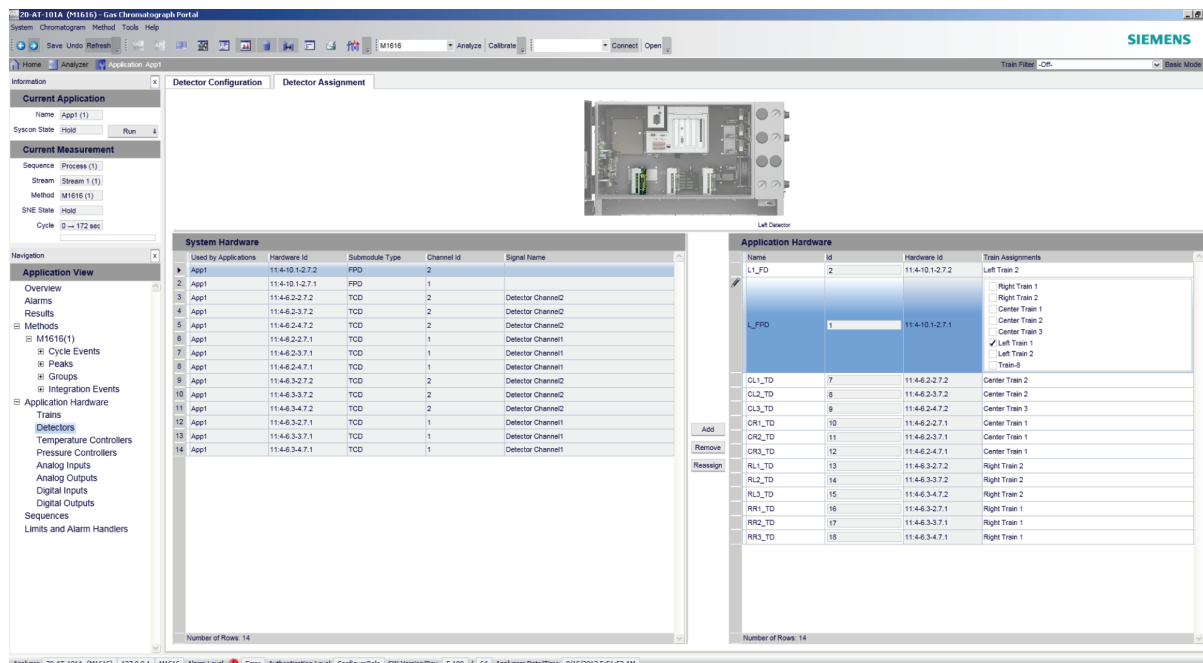 20-AT-101A (M1616) - Gas Chromatograph Portal
System Chromatogram Method Tools Help
Save Undo Refresh M1616 Analyze Calibrate Connect Open
SIEMENS
Home Analyzer Application App1 Train Filter -Off- Basic Mode
Information x
Current Application
Name App1 (1)
Syscon State Hold Run
Current Measurement
Sequence Process (1)
Stream Stream 1 (1)
Method M1616 (1)
SNE State Hold
Cycle 0 → 172 sec
Navigation x
Application View
Overview
Alarms
Results
Methods
M1616(1)
Cycle Events
Peaks
Groups
Integration Events
Application Hardware
Trains
Detectors
Temperature Controllers
Pressure Controllers
Analog Inputs
Analog Outputs
Digital Inputs
Digital Outputs
Sequences
Limits and Alarm Handlers
Detector Configuration Detector Assignment
Left Detector
System Hardware
Used by Applications Hardware Id Submodule Type Channel Id Signal Name
App1 11:4-10.1-2.7.2 FPD 2
2 App1 11:4-10.1-2.7.1 FPD 1
3 App1 11:4-6.2-2.7.2 TCD 2 Detector Channel2
4 App1 11:4-6.2-3.7.2 TCD 2 Detector Channel2
5 App1 11:4-6.2-4.7.2 TCD 2 Detector Channel2
6 App1 11:4-6.2-2.7.1 TCD 1 Detector Channel1
7 App1 11:4-6.2-3.7.1 TCD 1 Detector Channel1
8 App1 11:4-6.2-4.7.1 TCD 1 Detector Channel1
9 App1 11:4-6.3-2.7.2 TCD 2 Detector Channel2
10 App1 11:4-6.3-3.7.2 TCD 2 Detector Channel2
11 App1 11:4-6.3-4.7.2 TCD 2 Detector Channel2
12 App1 11:4-6.3-2.7.1 TCD 1 Detector Channel1
13 App1 11:4-6.3-3.7.1 TCD 1 Detector Channel1
14 App1 11:4-6.3-4.7.1 TCD 1 Detector Channel1
Number of Rows: 14
Add
Remove
Reassign
Application Hardware
Name Id Hardware Id Train Assignments
L1_FD 2 11:4-10.1-2.7.2 Left Train 2
L_FPD 1 11:4-10.1-2.7.1
Right Train 1
Right Train 2
Center Train 1
Center Train 2
Center Train 3
Left Train 1
Left Train 2
Train-8
CL1_TD 7 11:4-6.2-2.7.2 Center Train 2
CL2_TD 8 11:4-6.2-3.7.2 Center Train 2
CL3_TD 9 11:4-6.2-4.7.2 Center Train 3
CR1_TD 10 11:4-6.2-2.7.1 Center Train 1
CR2_TD 11 11:4-6.2-3.7.1 Center Train 1
CR3_TD 12 11:4-6.2-4.7.1 Center Train 1
RL1_TD 13 11:4-6.3-2.7.2 Right Train 2
RL2_TD 14 11:4-6.3-3.7.2 Right Train 2
RL3_TD 15 11:4-6.3-4.7.2 Right Train 2
RR1_TD 16 11:4-6.3-2.7.1 Right Train 1
RR2_TD 17 11:4-6.3-3.7.1 Right Train 1
RR3_TD 18 11:4-6.3-4.7.1 Right Train 1
Number of Rows: 14